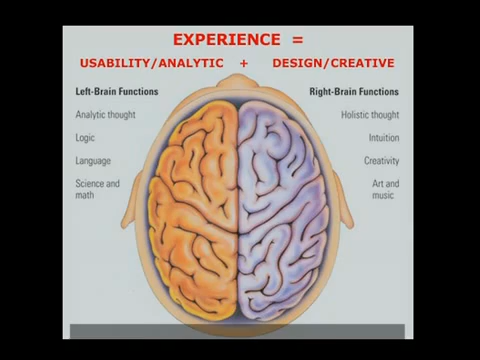 EXPERIENCE =
USABILITY/ANALYTIC + DESIGN/CREATIVE
Left-Brain Functions
Analytic thought
Logic
Language
Science and
math
Right-Brain Functions
Holistic thought
Intuition
Creativity
Art and
music